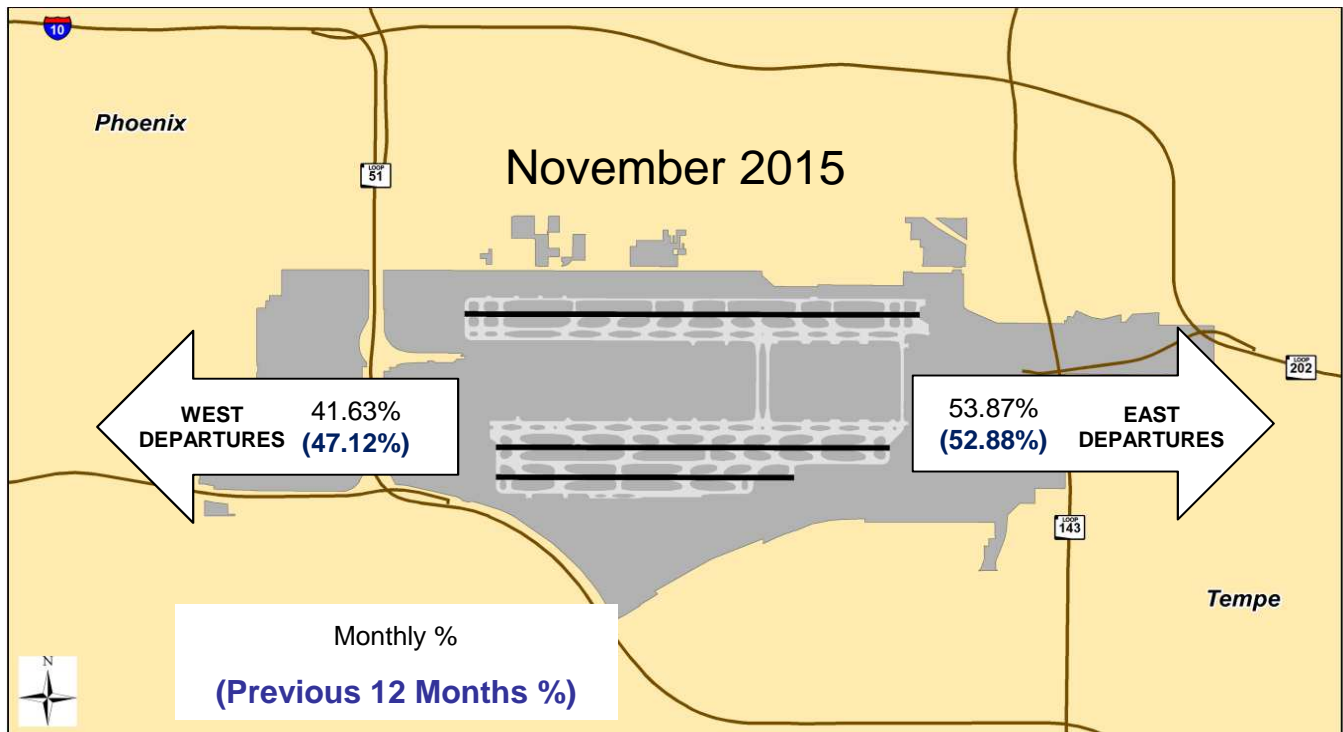 10
Phoenix
LOOP
51
November 2015
WEST
DEPARTURES
41.63%
(47.12%)
53.87%
(52.88%)
EAST
DEPARTURES
LOOP
202
LOOP
143
Tempe
Monthly %
(Previous 12 Months %)
N